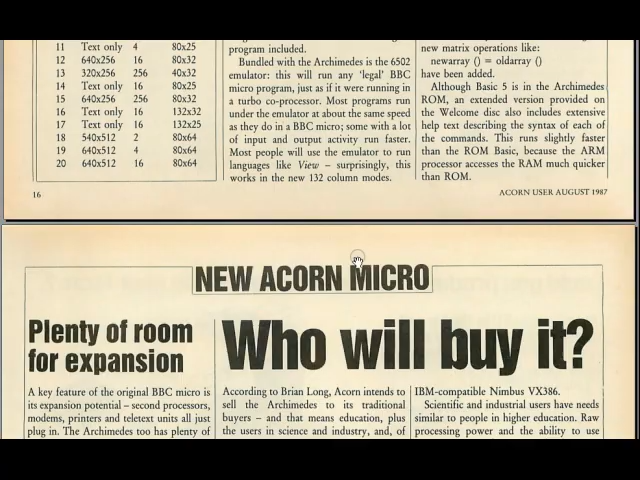 11 Text only 4 80x25
12 640x256 16 80x32
13 320x256 256 40x32
14 Text only 16 80x25
15 640x256 256 80x32
16 Text only 16 132x32
17 Text only 16 132x25
18 540x512 2 80x64
19 640x512 4 80x64
20 640x512 16 80x64
program included.
Bundled with the Archimedes is the 6502
emulator: this will run any 'legal' BBC
micro program, just as if it were running in
a turbo co-processor. Most programs run
under the emulator at about the same speed
as they do in a BBC micro; some with a lot
of input and output activity run faster.
Most people will use the emulator to run
languages like View – surprisingly, this
works in the new 132 column modes.
new matrix operations like:
newarray () = oldarray ()
have been added.
Although Basic 5 is in the Archimedes
ROM, an extended version provided on
the Welcome disc also includes extensive
help text describing the syntax of each of
the commands. This runs slightly faster
than the ROM Basic, because the ARM
processor accesses the RAM much quicker
than ROM.
16
ACORN USER AUGUST 1987
NEW ACORN MICRO
Plenty of room
for expansion
A key feature of the original BBC micro is
its expansion potential – second processors,
modems, printers and teletext units all just
plug in. The Archimedes too has plenty of
Who will buy it?
According to Brian Long, Acorn intends to
sell the Archimedes to its traditional
buyers – and that means education, plus
the users in science and industry, and, of
IBM-compatible Nimbus VX386.
Scientific and industrial users have needs
similar to people in higher education. Raw
processing power and the ability to use